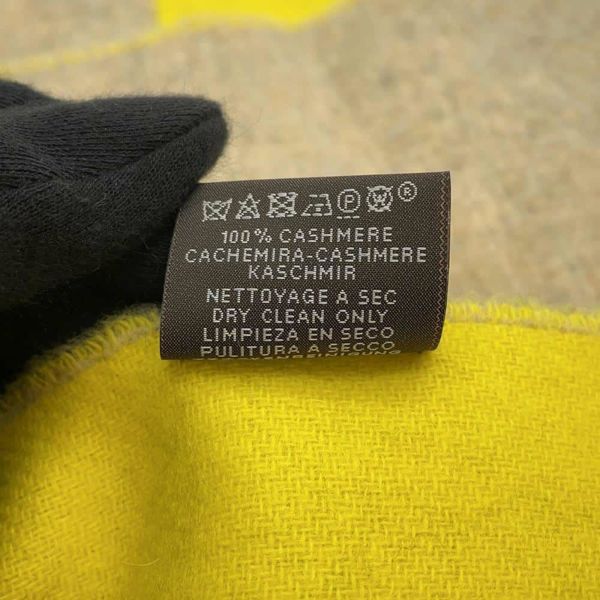 ®
100% CASHMERE
CACHEMIRA-CASHMERE
KASCHMIR
NETTOYAGE A SEC
DRY CLEAN ONLY
LIMPIEZA EN SECO
PULITURA A SECCO